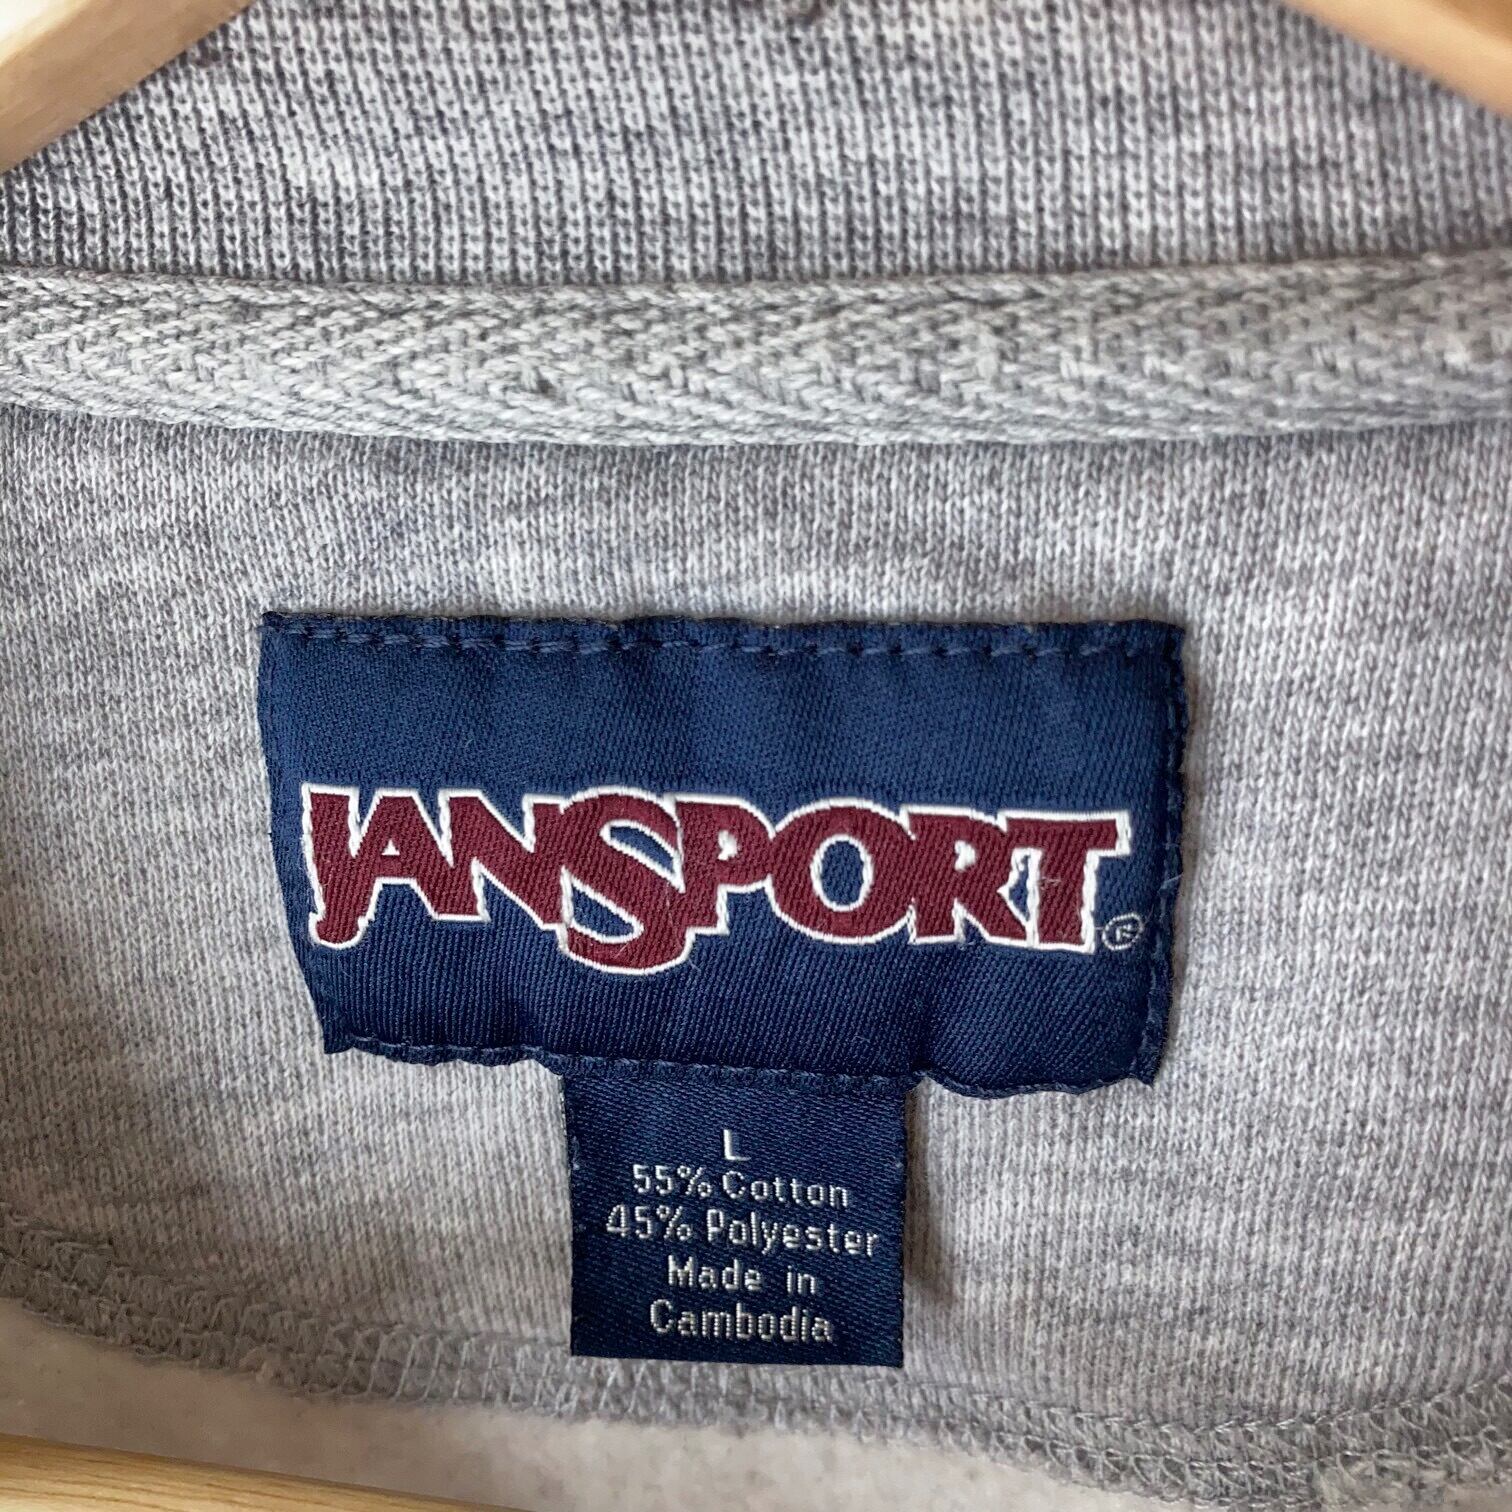 JANSPORT®
L
55% Cotton
45% Polyester
Made in
Cambodia